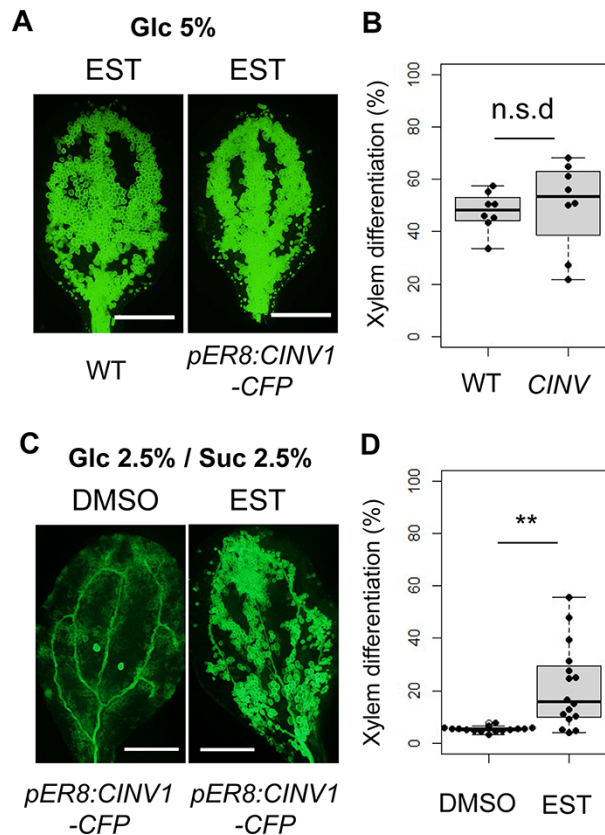 A
Glc 5%
EST EST
WT
pER8:CINV1
-CFP
B
Xylem differentiation (%)
100
80
60
40
20
0
n.s.d
WT CINV
C
Glc 2.5% / Suc 2.5%
DMSO EST
pER8:CINV1 pER8:CINV1
-CFP -CFP
D
Xylem differentiation (%)
100
80
60
40
20
0
**
DMSO EST